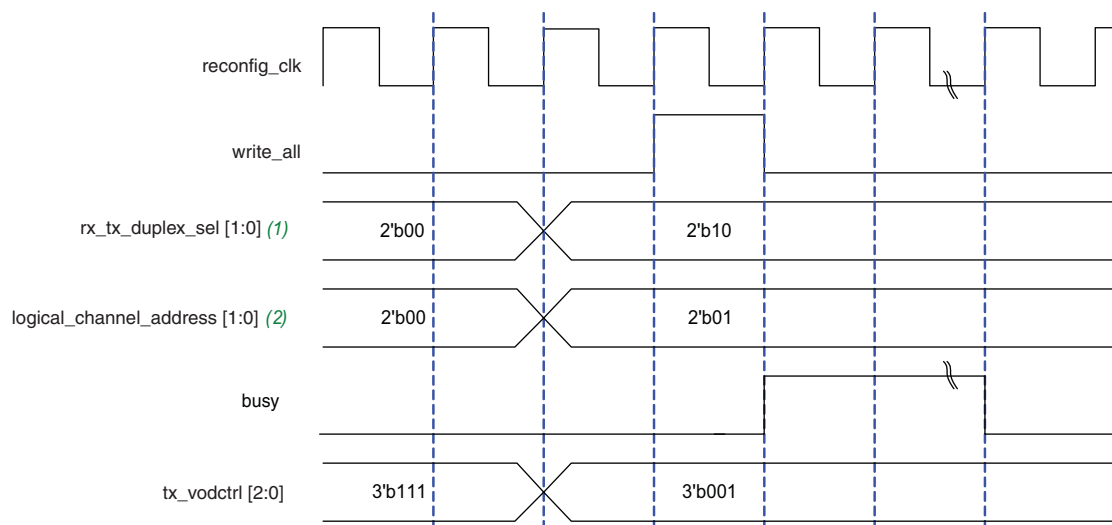 reconfig_clk
write_all
rx_tx_duplex_sel [1:0] (1) 2'b00 2'b10
logical_channel_address [1:0] (2) 2'b00 2'b01
busy
tx_vodctrl [2:0] 3'b111 3'b001